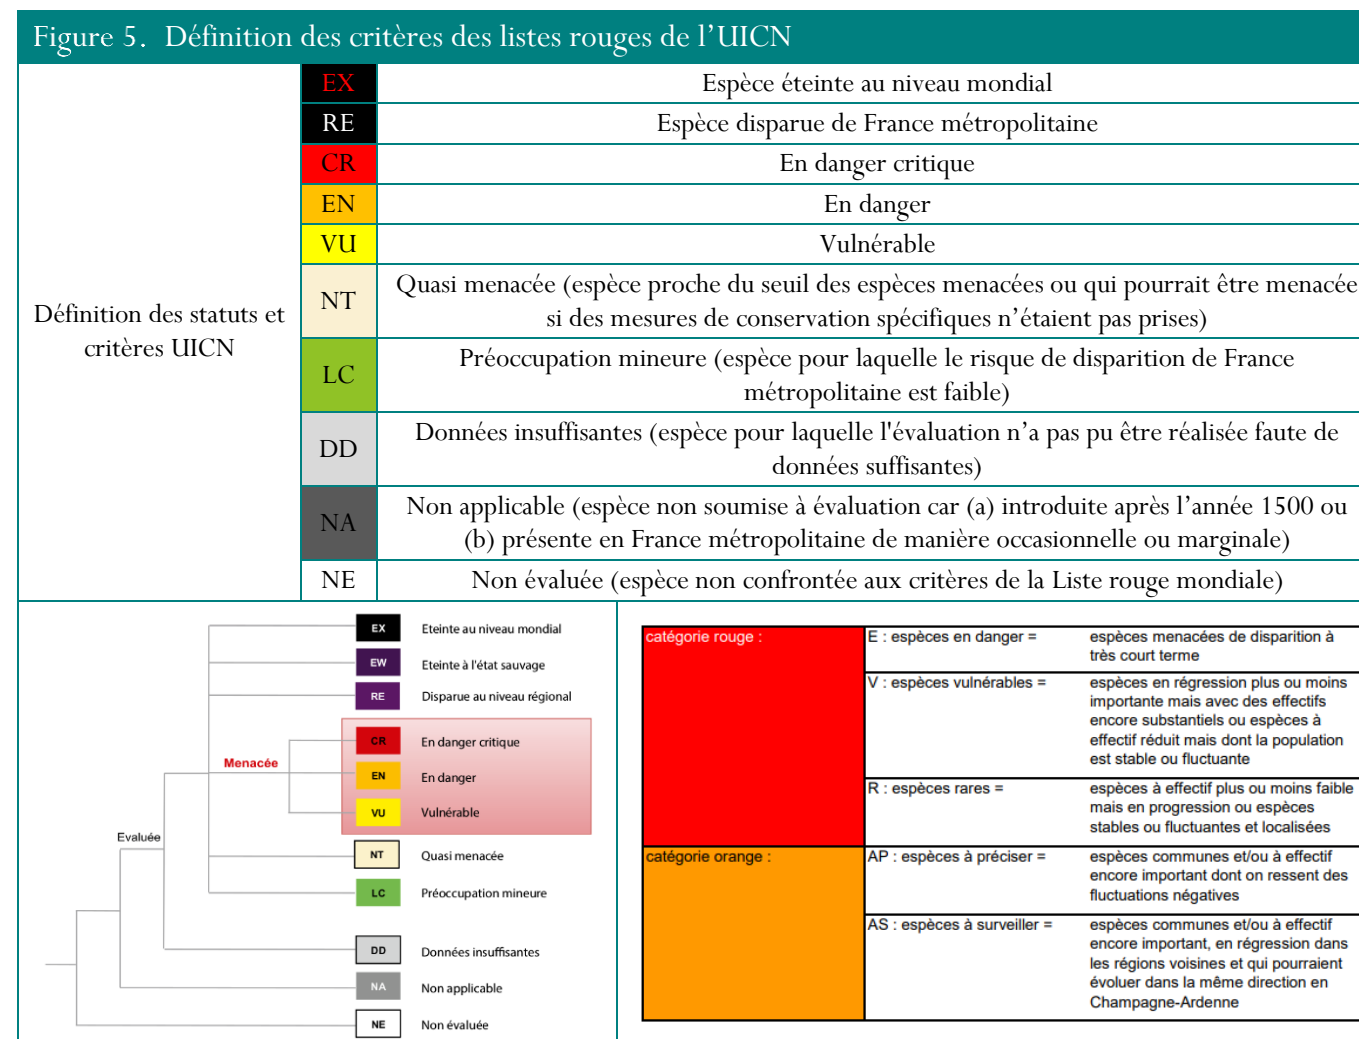 Figure 5. Définition des critères des listes rouges de l’UICN
Définition des statuts et
critères UICN
EX
Espèce éteinte au niveau mondial
RE
Espèce disparue de France métropolitaine
CR
En danger critique
EN
En danger
VU
Vulnérable
NT
Quasi menacée (espèce proche du seuil des espèces menacées ou qui pourrait être menacée
si des mesures de conservation spécifiques n’étaient pas prises)
LC
Préoccupation mineure (espèce pour laquelle le risque de disparition de France
métropolitaine est faible)
DD
Données insuffisantes (espèce pour laquelle l'évaluation n’a pas pu être réalisée faute de
données suffisantes)
NA
Non applicable (espèce non soumise à évaluation car (a) introduite après l’année 1500 ou
(b) présente en France métropolitaine de manière occasionnelle ou marginale)
NE
Non évaluée (espèce non confrontée aux critères de la Liste rouge mondiale)
EX Eteinte au niveau mondial
EW Eteinte à l'état sauvage
RE Disparue au niveau régional
CR En danger critique
Menacée
EN En danger
VU Vulnérable
Evaluée
NT Quasi menacée
LC Préoccupation mineure
DD Données insuffisantes
NA Non applicable
NE Non évaluée
catégorie rouge :
E : espèces en danger =
espèces menacées de disparition à
très court terme
V : espèces vulnérables =
espèces en régression plus ou moins
importante mais avec des effectifs
encore substantiels ou espèces à
effectif réduit mais dont la population
est stable ou fluctuante
R : espèces rares =
espèces à effectif plus ou moins faible
mais en progression ou espèces
stables ou fluctuantes et localisées
catégorie orange :
AP : espèces à préciser =
espèces communes et/ou à effectif
encore important dont on ressent des
fluctuations négatives
AS : espèces à surveiller =
espèces communes et/ou à effectif
encore important, en régression dans
les régions voisines et qui pourraient
évoluer dans la même direction en
Champagne-Ardenne